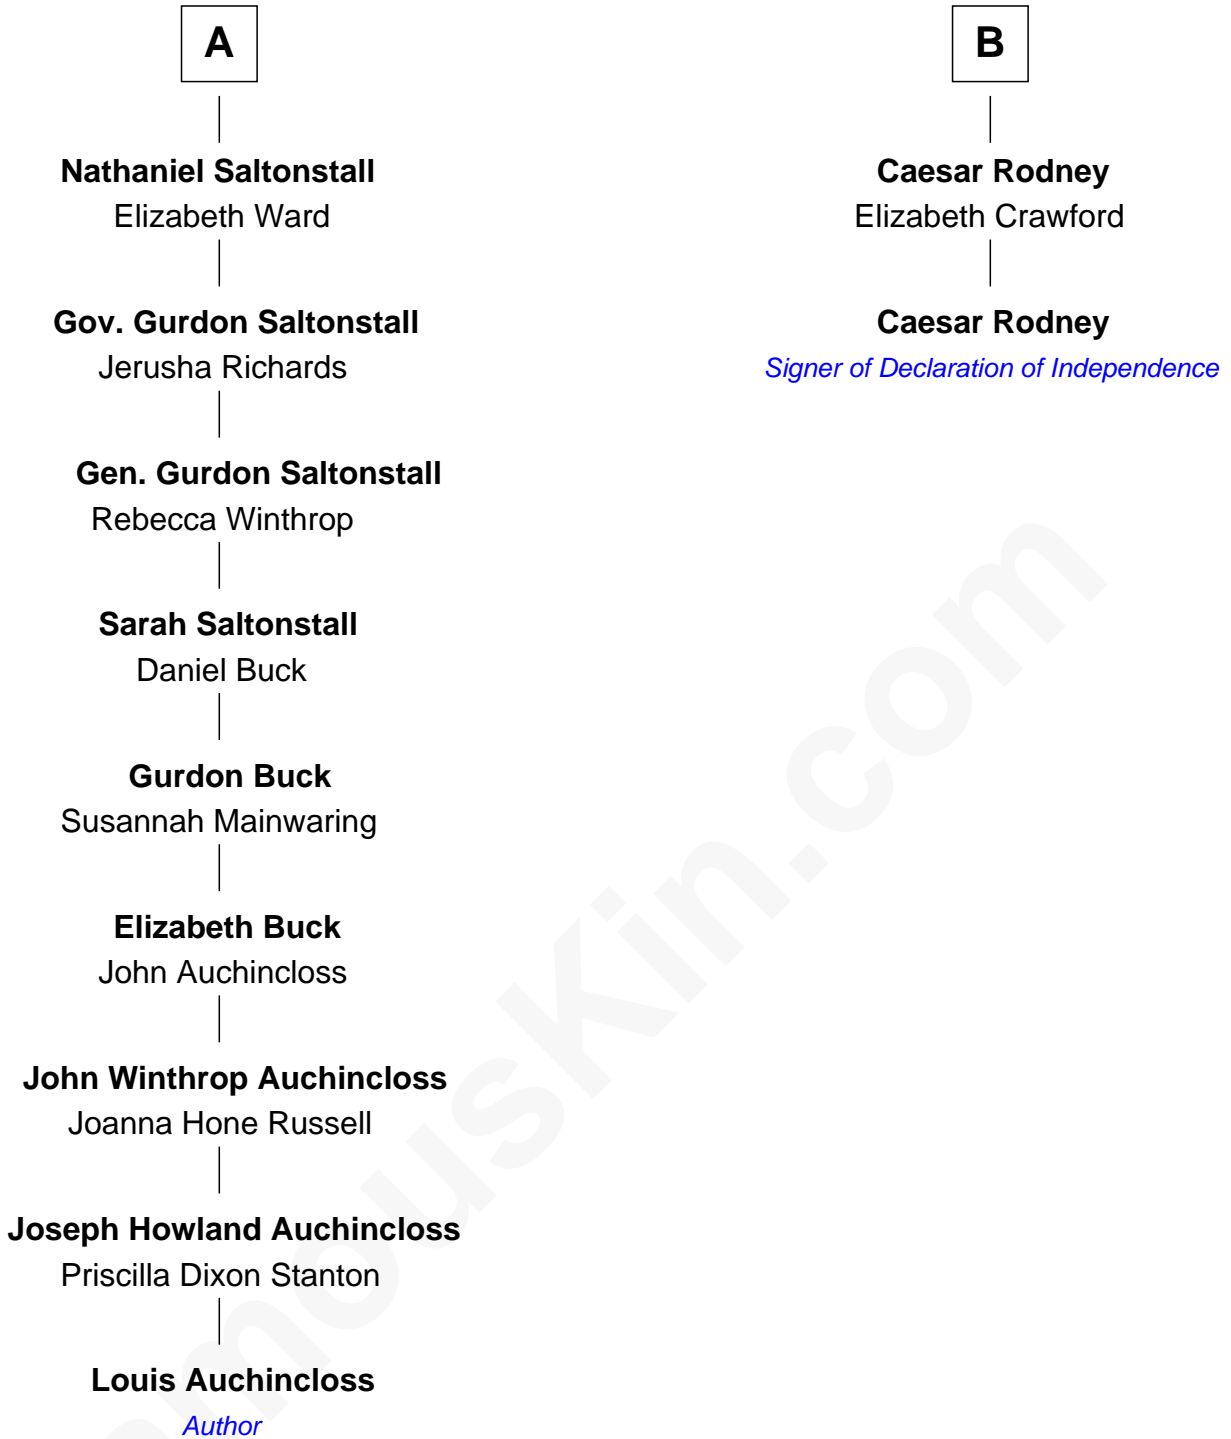 A
Nathaniel Saltonstall
Elizabeth Ward
Gov. Gurdon Saltonstall
Jerusha Richards
Gen. Gurdon Saltonstall
Rebecca Winthrop
Sarah Saltonstall
Daniel Buck
Gurdon Buck
Susannah Mainwaring
Elizabeth Buck
John Auchincloss
John Winthrop Auchincloss
Joanna Hone Russell
Joseph Howland Auchincloss
Priscilla Dixon Stanton
Louis Auchincloss
Author
B
Caesar Rodney
Elizabeth Crawford
Caesar Rodney
Signer of Declaration of Independence
amouskin.com